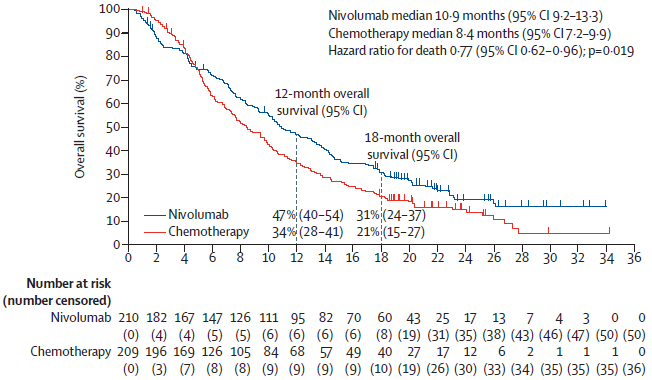 Nivolumab median 10·9 months (95% CI 9·2–13·3)
Chemotherapy median 8·4 months (95% CI 7·2–9·9)
Hazard ratio for death 0·77 (95% CI 0·62–0·96); p=0·019
Overall survival (%)
100
90
80
70
60
50
40
30
20
10
0
12-month overall
survival (95% CI)
18-month overall
survival (95% CI)
Nivolumab 47% (40–54) 31% (24–37)
Chemotherapy 34% (28–41) 21% (15–27)
0 2 4 6 8 10 12 14 16 18 20 22 24 26 28 30 32 34 36
Number at risk
(number censored)
Nivolumab 210 182 167 147 126 111 95 82 70 60 43 25 17 13 7 4 3 0 0
(0) (4) (4) (5) (5) (6) (6) (6) (6) (8) (19) (31) (35) (38) (43) (46) (47) (50) (50)
Chemotherapy 209 196 169 126 105 84 68 57 49 40 27 17 12 6 2 1 1 1 0
(0) (3) (7) (8) (8) (9) (9) (9) (9) (10) (19) (26) (30) (33) (34) (35) (35) (35) (36)